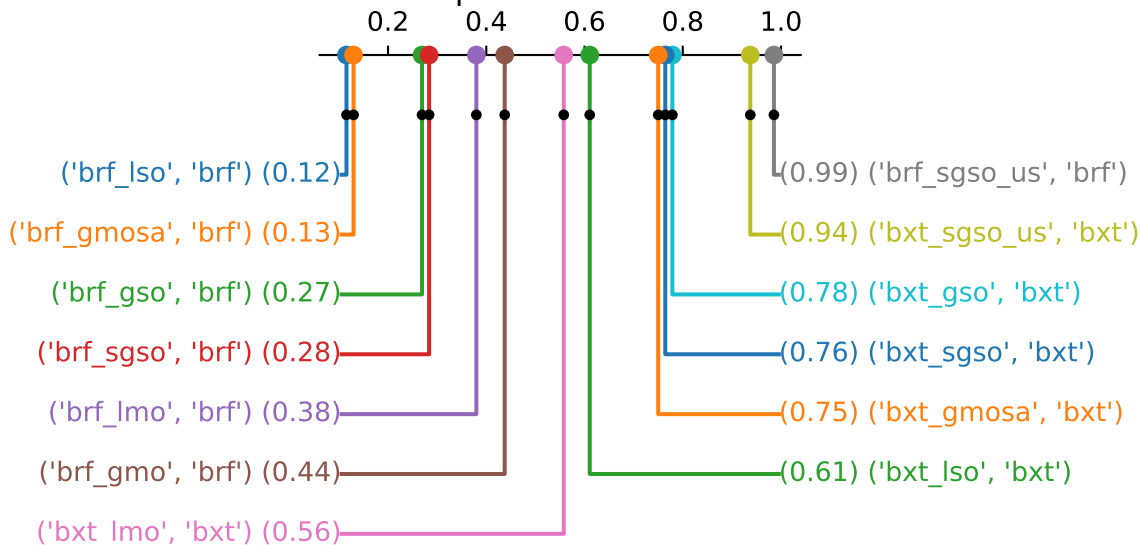 0.2 0.4 0.6 0.8 1.0
('brf_lso', 'brf') (0.12)
(0.99) ('brf_sgso_us', 'brf')
('brf_gmosa', 'brf') (0.13)
(0.94) ('bxt_sgso_us', 'bxt')
('brf_gso', 'brf') (0.27)
(0.78) ('bxt_gso', 'bxt')
('brf_sgso', 'brf') (0.28)
(0.76) ('bxt_sgso', 'bxt')
('brf_lmo', 'brf') (0.38)
(0.75) ('bxt_gmosa', 'bxt')
('brf_gmo', 'brf') (0.44)
(0.61) ('bxt_lso', 'bxt')
('bxt_lmo', 'bxt') (0.56)